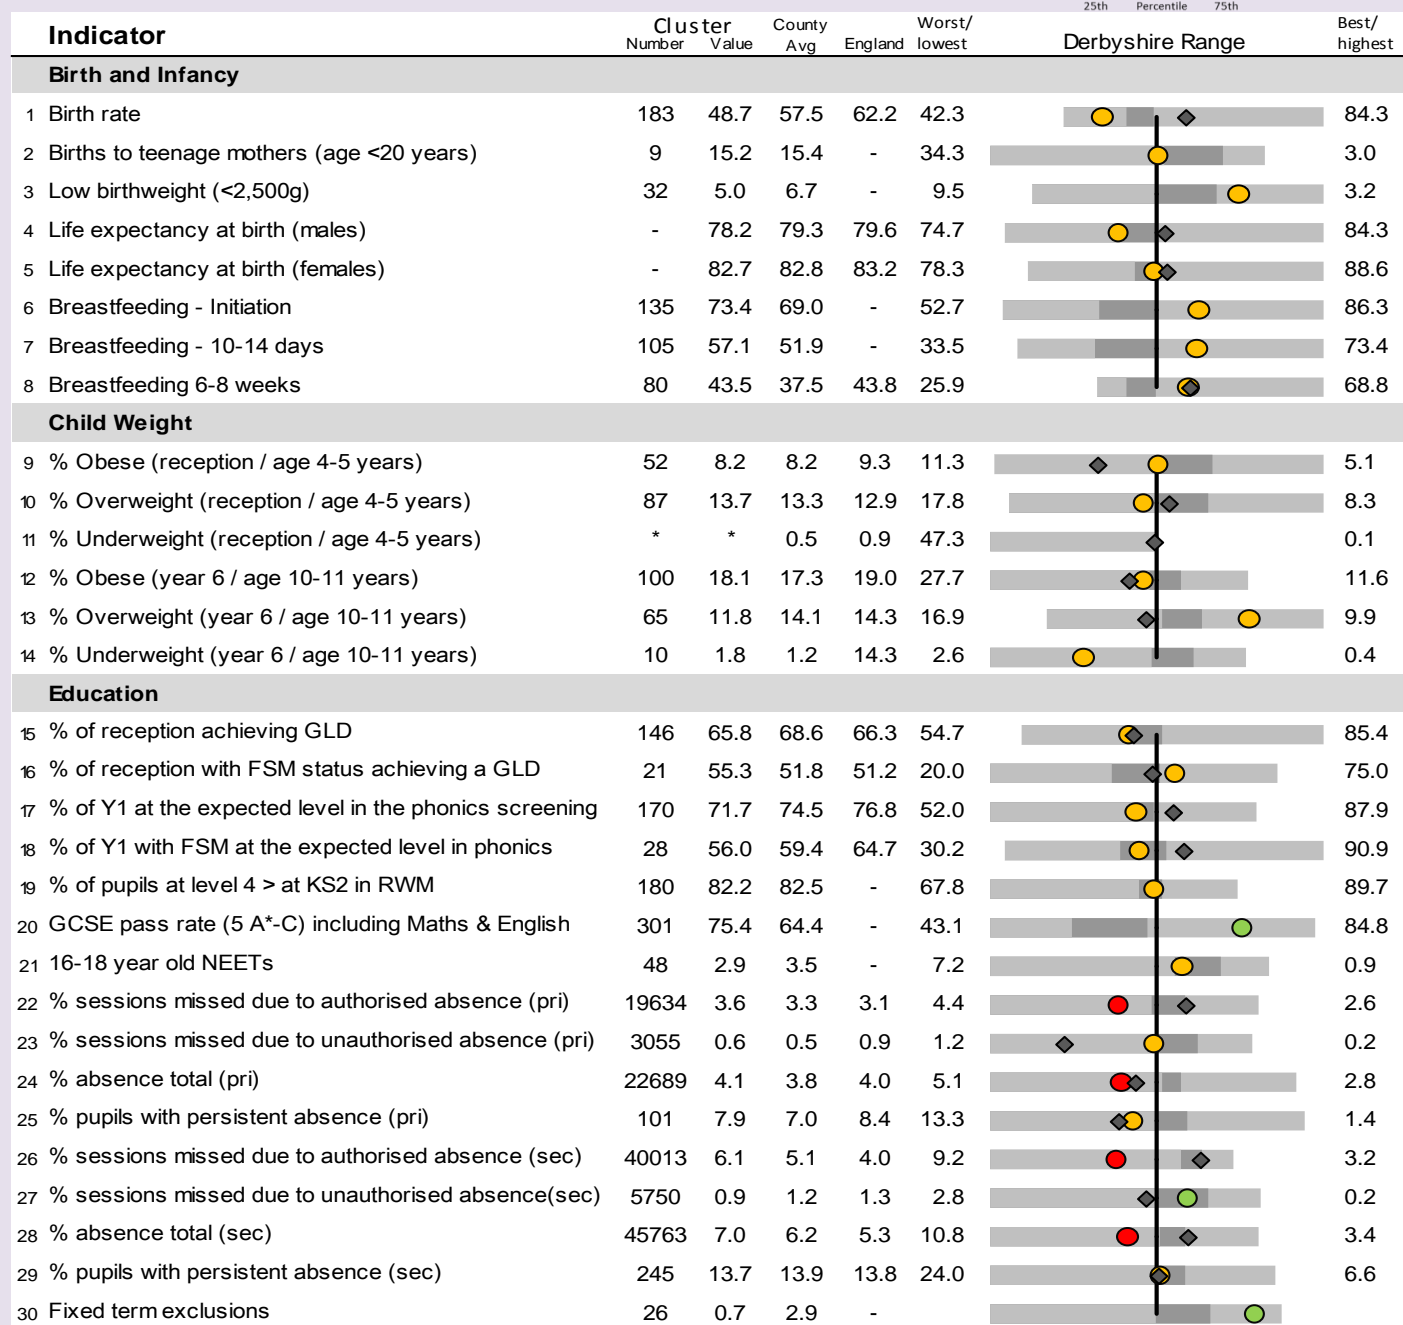 25th Percentile 75th
Indicator Cluster Number Value County Avg England Worst/ lowest Derbyshire Range Best/ highest
Birth and Infancy
1 Birth rate 183 48.7 57.5 62.2 42.3 84.3
2 Births to teenage mothers (age <20 years) 9 15.2 15.4 - 34.3 3.0
3 Low birthweight (<2,500g) 32 5.0 6.7 - 9.5 3.2
4 Life expectancy at birth (males) - 78.2 79.3 79.6 74.7 84.3
5 Life expectancy at birth (females) - 82.7 82.8 83.2 78.3 88.6
6 Breastfeeding - Initiation 135 73.4 69.0 - 52.7 86.3
7 Breastfeeding - 10-14 days 105 57.1 51.9 - 33.5 73.4
8 Breastfeeding 6-8 weeks 80 43.5 37.5 43.8 25.9 68.8
Child Weight
9 % Obese (reception / age 4-5 years) 52 8.2 8.2 9.3 11.3 5.1
10 % Overweight (reception / age 4-5 years) 87 13.7 13.3 12.9 17.8 8.3
11 % Underweight (reception / age 4-5 years) * * 0.5 0.9 47.3 0.1
12 % Obese (year 6 / age 10-11 years) 100 18.1 17.3 19.0 27.7 11.6
13 % Overweight (year 6 / age 10-11 years) 65 11.8 14.1 14.3 16.9 9.9
14 % Underweight (year 6 / age 10-11 years) 10 1.8 1.2 14.3 2.6 0.4
Education
15 % of reception achieving GLD 146 65.8 68.6 66.3 54.7 85.4
16 % of reception with FSM status achieving a GLD 21 55.3 51.8 51.2 20.0 75.0
17 % of Y1 at the expected level in the phonics screening 170 71.7 74.5 76.8 52.0 87.9
18 % of Y1 with FSM at the expected level in phonics 28 56.0 59.4 64.7 30.2 90.9
19 % of pupils at level 4 > at KS2 in RWM 180 82.2 82.5 - 67.8 89.7
20 GCSE pass rate (5 A*-C) including Maths & English 301 75.4 64.4 - 43.1 84.8
21 16-18 year old NEETs 48 2.9 3.5 - 7.2 0.9
22 % sessions missed due to authorised absence (pri) 19634 3.6 3.3 3.1 4.4 2.6
23 % sessions missed due to unauthorised absence (pri) 3055 0.6 0.5 0.9 1.2 0.2
24 % absence total (pri) 22689 4.1 3.8 4.0 5.1 2.8
25 % pupils with persistent absence (pri) 101 7.9 7.0 8.4 13.3 1.4
26 % sessions missed due to authorised absence (sec) 40013 6.1 5.1 4.0 9.2 3.2
27 % sessions missed due to unauthorised absence(sec) 5750 0.9 1.2 1.3 2.8 0.2
28 % absence total (sec) 45763 7.0 6.2 5.3 10.8 3.4
29 % pupils with persistent absence (sec) 245 13.7 13.9 13.8 24.0 6.6
30 Fixed term exclusions 26 0.7 2.9 -